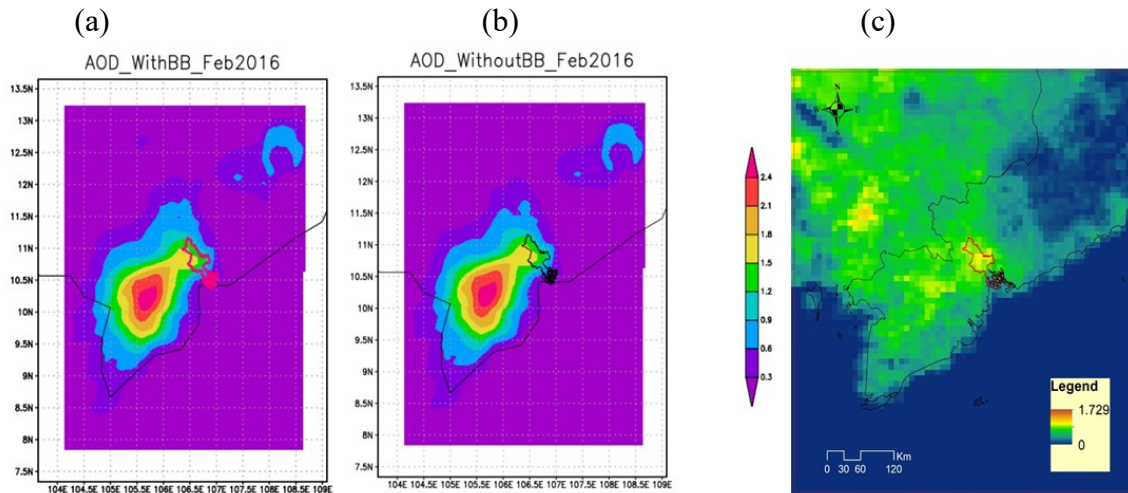 (a)
(b)
(c)
AOD_WithBB_Feb2016
AOD_WithoutBB_Feb2016
13.5N
13N
12.5N
12N
11.5N
11N
10.5N
10N
9.5N
9N
8.5N
8N
7.5N
104E 104.5E 105E 105.5E 106E 106.5E 107E 107.5E 108E 108.5E 109E
13.5N
13N
12.5N
12N
11.5N
11N
10.5N
10N
9.5N
9N
8.5N
8N
7.5N
104E 104.5E 105E 105.5E 106E 106.5E 107E 107.5E 108E 108.5E 109E
2.4
2.1
1.8
1.5
1.2
0.9
0.6
0.3
N
W E
S
Legend
1.729
0
Km
0 30 60 120